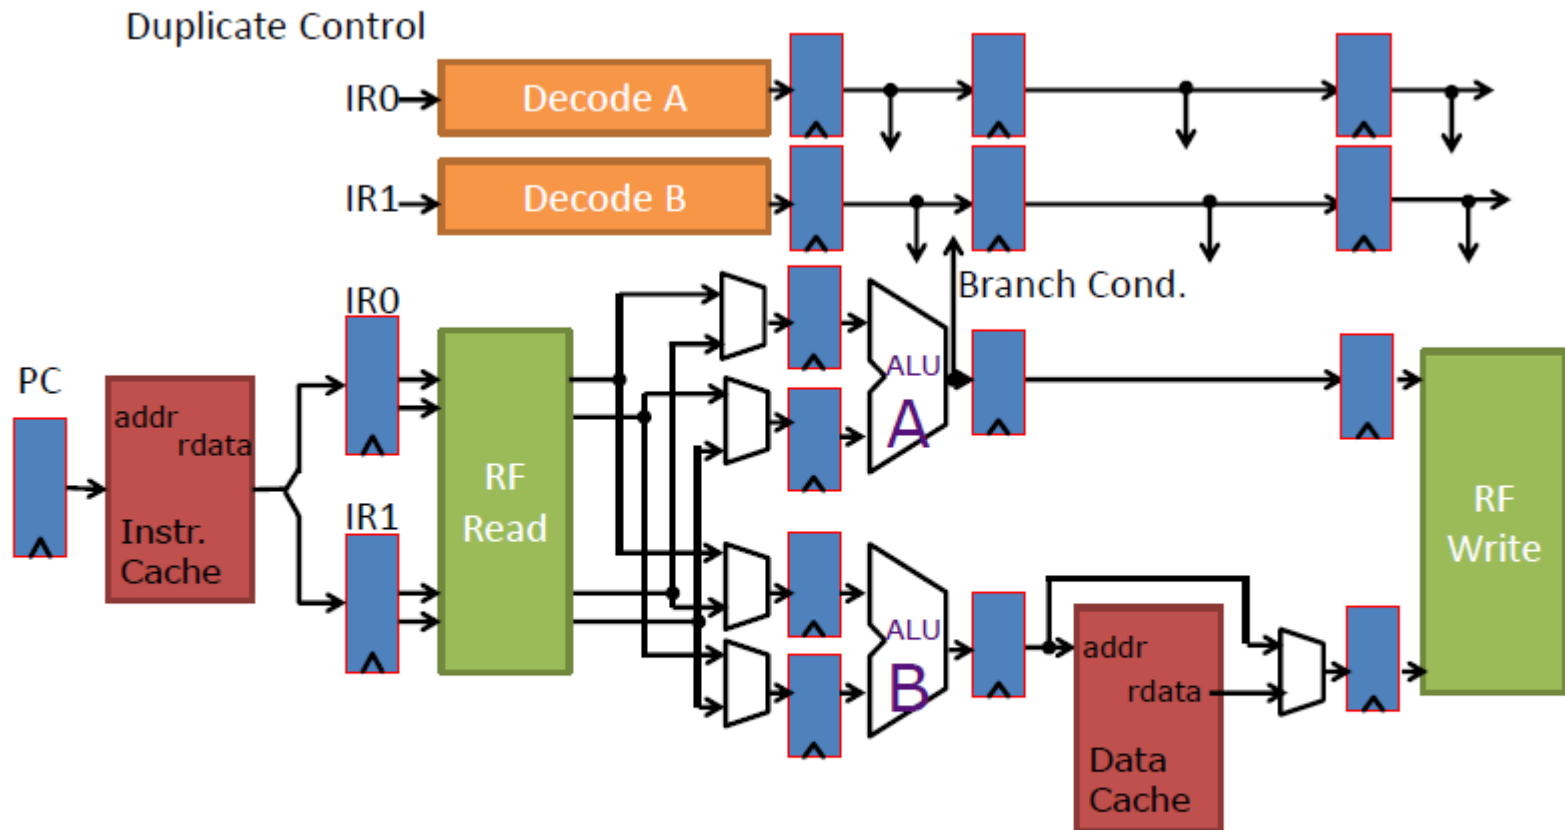 Duplicate Control
IR0
Decode A
IR1
Decode B
Branch Cond.
IR0
PC
addr
rdata
Instr.
Cache
IR1
RF
Read
ALU
A
ALU
B
addr
rdata
Data
Cache
RF
Write